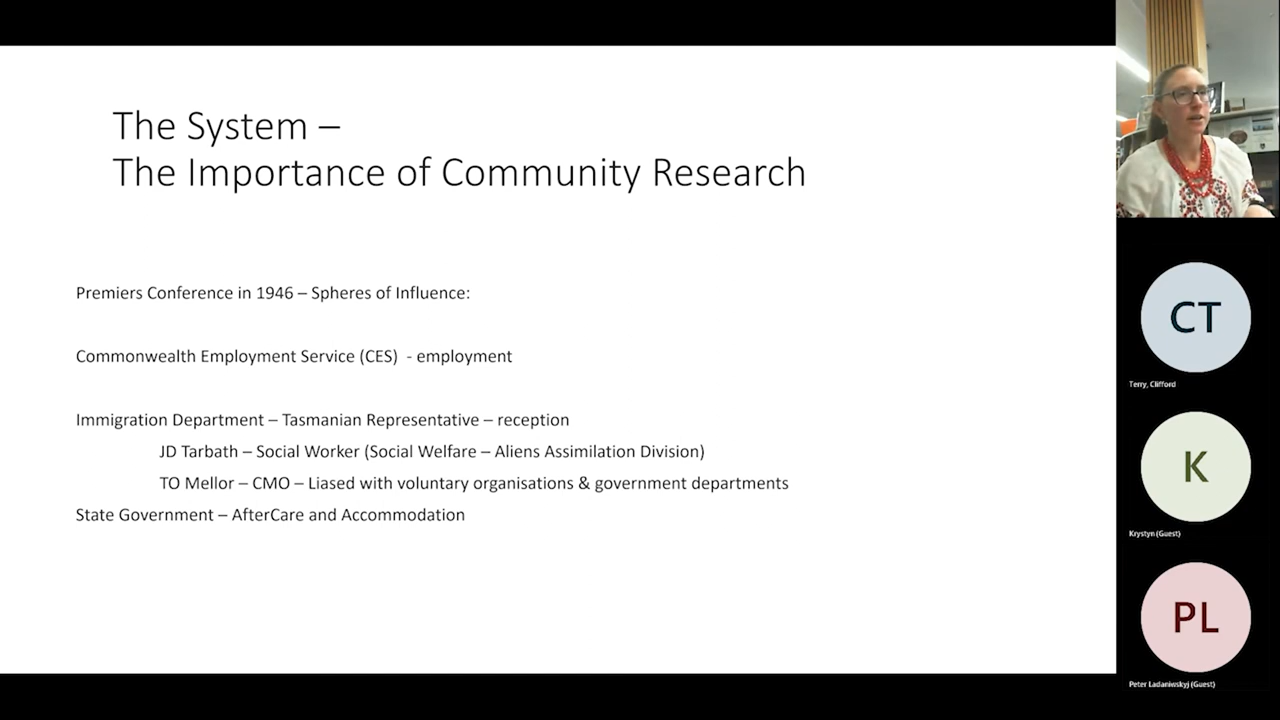 The System –
The Importance of Community Research
Premiers Conference in 1946 – Spheres of Influence:
Commonwealth Employment Service (CES)  - employment
Immigration Department – Tasmanian Representative – reception
JD Tarbath – Social Worker (Social Welfare – Aliens Assimilation Division)
TO Mellor – CMO – Liased with voluntary organisations & government departments
State Government – AfterCare and Accommodation
CT
Terry, Clifford
K
Krystyn (Guest)
PL
Peter Ladaniwskyj (Guest)